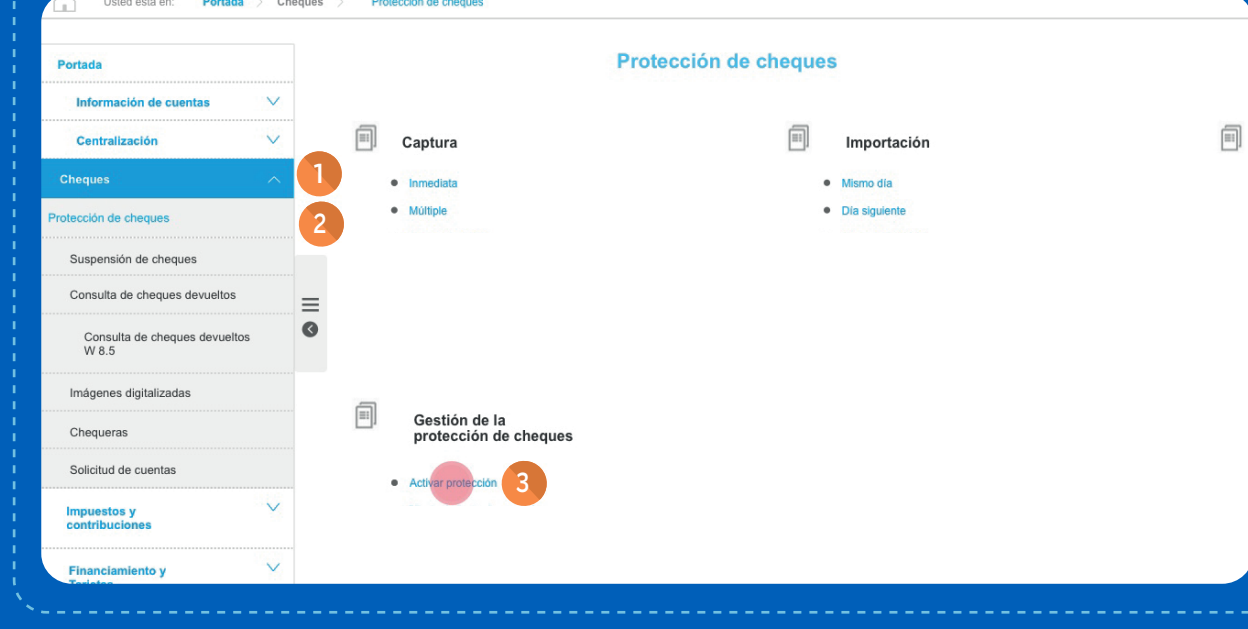 Usted está en: Portada > Cheques > Protección de cheques
Portada
Información de cuentas
Centralización
Cheques
1
Protección de cheques
2
Suspensión de cheques
Consulta de cheques devueltos
Consulta de cheques devueltos
W 8.5
Imágenes digitalizadas
Chequeras
Solicitud de cuentas
Impuestos y
contribuciones
Financiamiento y
Protección de cheques
Captura
Inmediata
Múltiple
Importación
Mismo día
Día siguiente
Gestión de la
protección de cheques
Activar protección
3